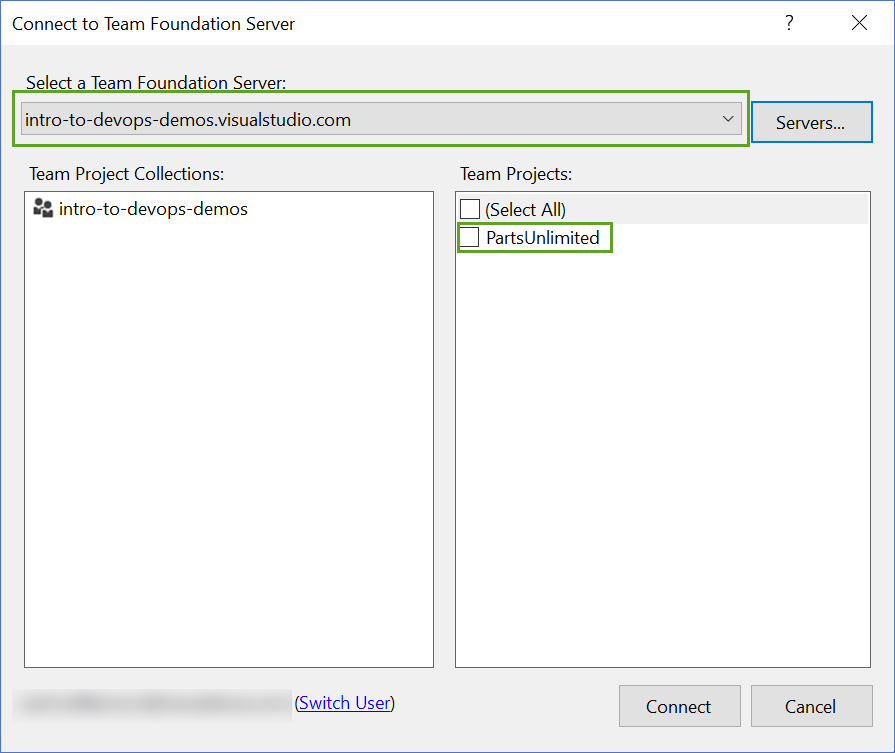 Connect to Team Foundation Server
?
Select a Team Foundation Server:
intro-to-devops-demos.visualstudio.com
Servers...
Team Project Collections:
Team Projects:
intro-to-devops-demos
(Select All)
PartsUnlimited
(Switch User)
Connect
Cancel